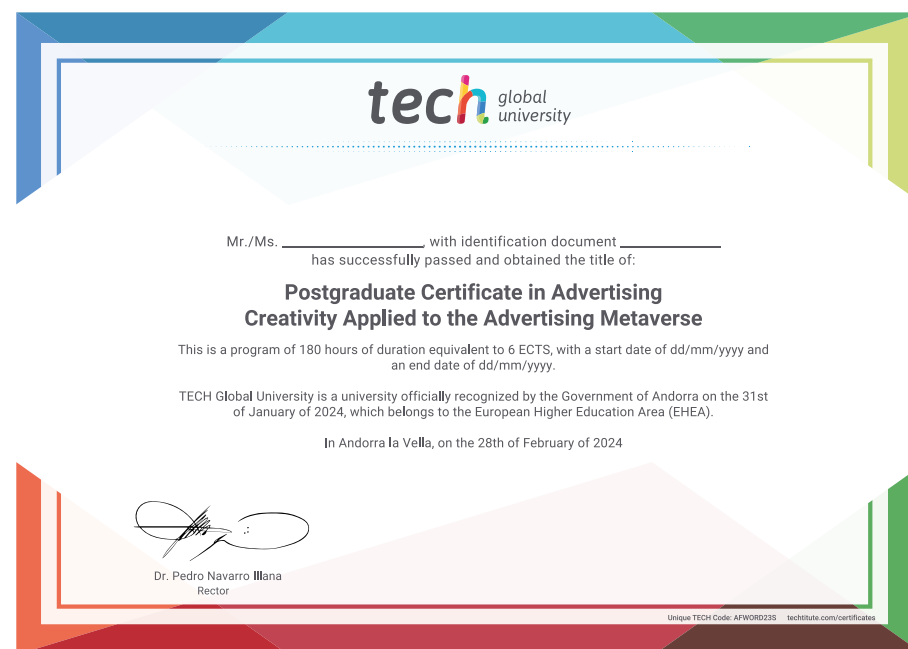 tech global
university
Mr./Ms. ____________________, with identification document ______________
has successfully passed and obtained the title of:
Postgraduate Certificate in Advertising
Creativity Applied to the Advertising Metaverse
This is a program of 180 hours of duration equivalent to 6 ECTS, with a start date of dd/mm/yyyy and
an end date of dd/mm/yyyy.
TECH Global University is a university officially recognized by the Government of Andorra on the 31st
of January of 2024, which belongs to the European Higher Education Area (EHEA).
In Andorra la Vella, on the 28th of February of 2024
Dr. Pedro Navarro Illana
Rector
Unique TECH Code: AFWORD23S techtitute.com/certificates